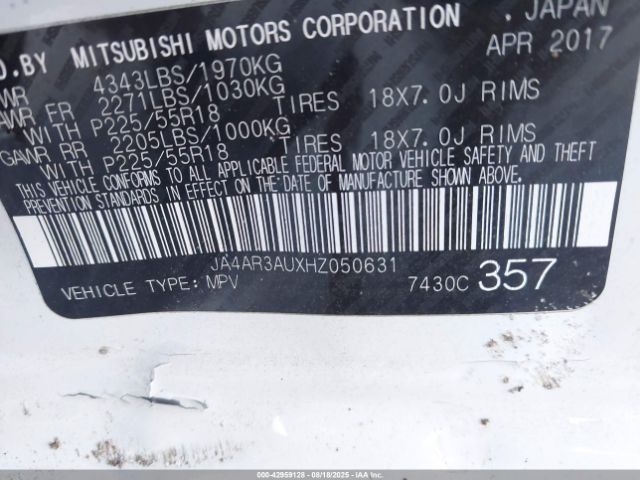 D.BY MITSUBISHI MOTORS CORPORATION . JAPAN
APR 2017
WR 4343LBS/1970KG
AWR FR 2271LBS/1030KG
WITH P225/55R18 TIRES 18X7.0J RIMS
GAWR RR 2205LBS/1000KG
WITH P225/55R18 TIRES 18X7.0J RIMS
THIS VEHICLE CONFORMS TO ALL APPLICABLE FEDERAL MOTOR VEHICLE SAFETY AND THEFT
PREVENTION STANDARDS IN EFFECT ON THE DATE OF MANUFACTURE SHOWN ABOVE.
JA4AR3AUXHZ050631
VEHICLE TYPE: MPV 7430C 357
000-42959128 | 08/18/2025 | IAAI.CA